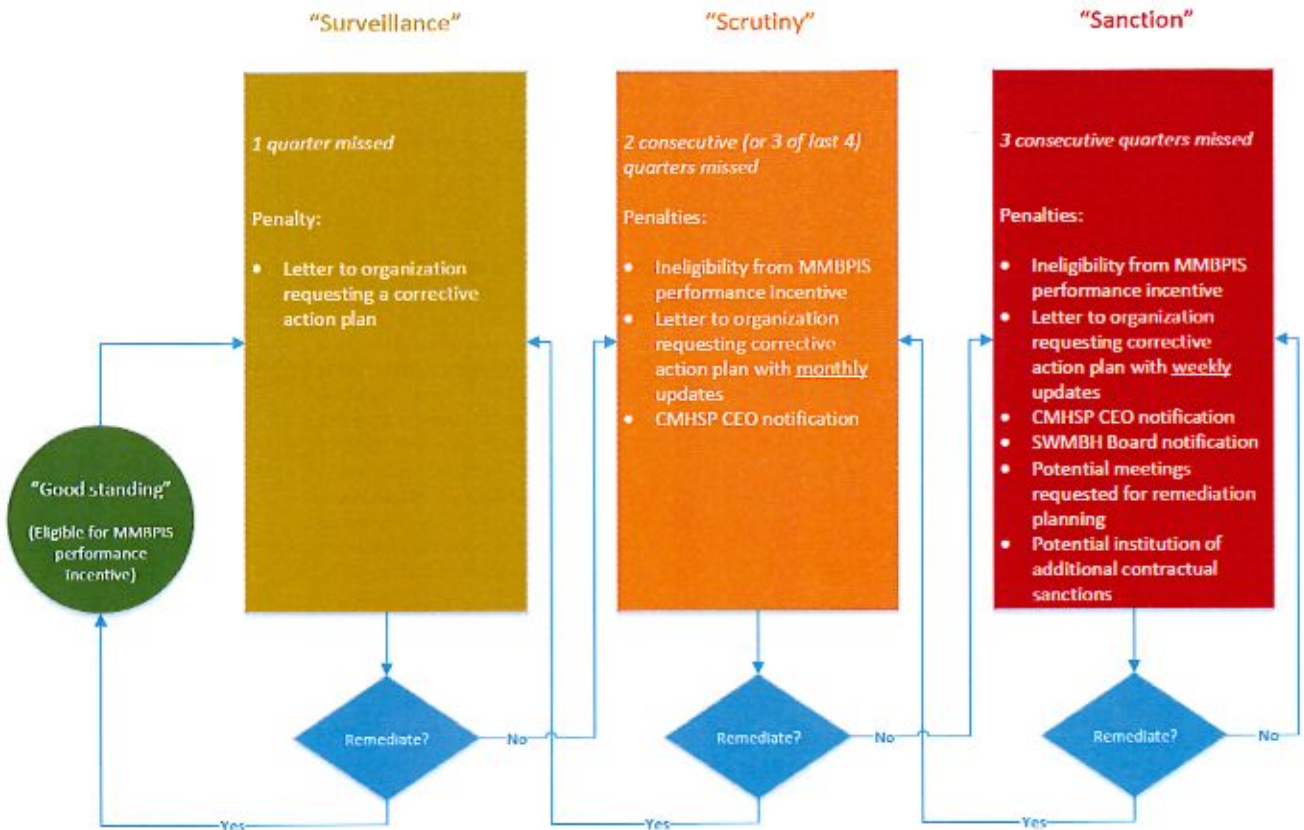 "Surveillance"
"Scrutiny"
"Sanction"
1 quarter missed
Penalty:
• Letter to organization
requesting a corrective
action plan
2 consecutive (or 3 of last 4)
quarters missed
Penalties:
• Ineligibility from MMBPIS
performance incentive
• Letter to organization
requesting corrective
action plan with monthly
updates
• CMHSP CEO notification
3 consecutive quarters missed
Penalties:
• Ineligibility from MMBPIS
performance incentive
• Letter to organization
requesting corrective
action plan with weekly
updates
• CMHSP CEO notification
• SWMBH Board notification
• Potential meetings
requested for remediation
planning
• Potential institution of
additional contractual
sanctions
"Good standing"
(Eligible for MMBPIS
performance
incentive)
Remediate?
No
Remediate?
No
Remediate?
No
Yes
Yes
Yes